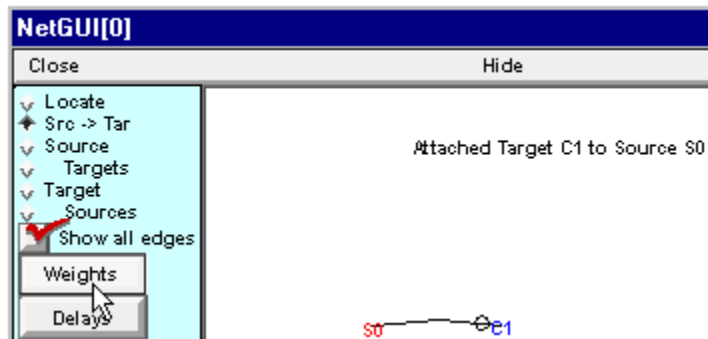 NetGUI[0]
Close Hide
Locate
Src -> Tar
Source
Targets
Target
Sources
Show all edges
Weights
Delays
Attached Target C1 to Source S0
S0 C1